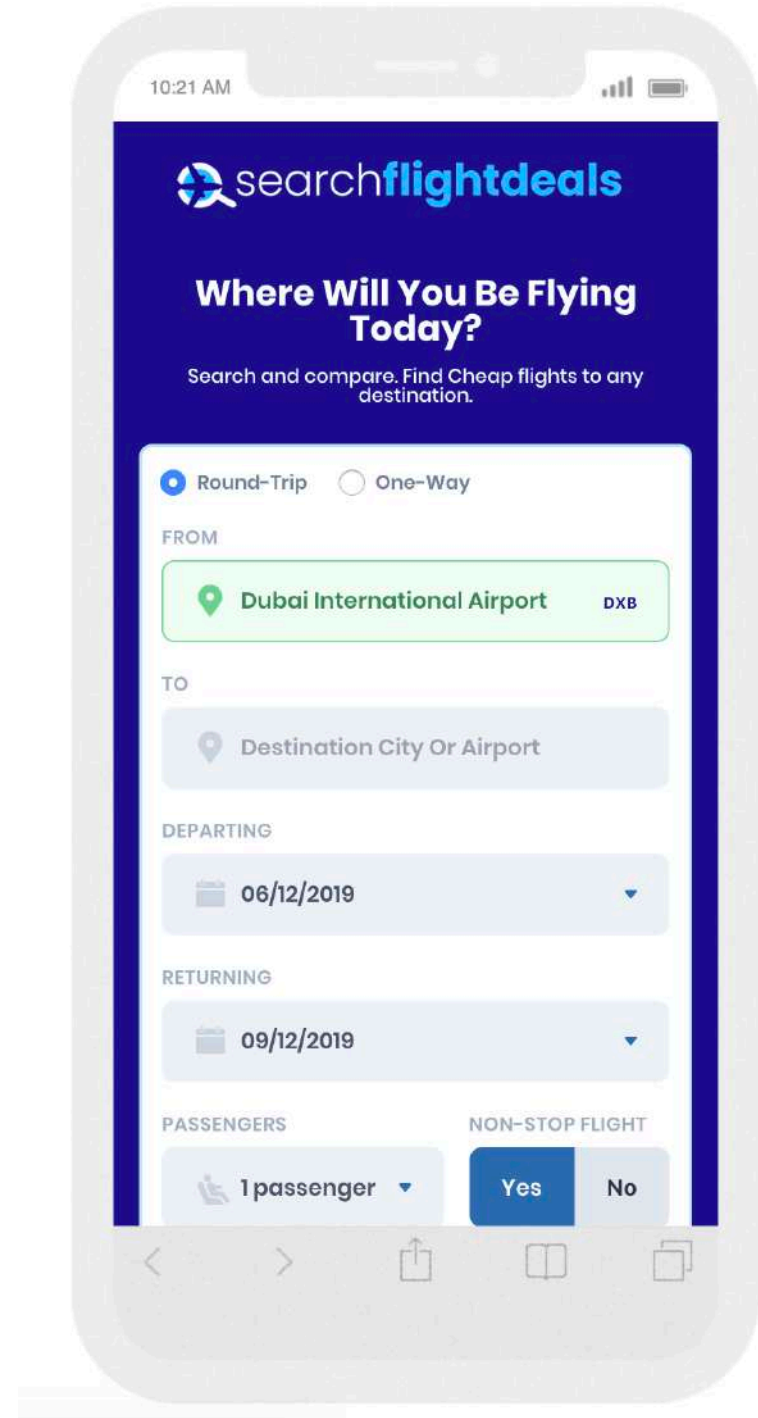 10:21 AM
searchflightdeals
Where Will You Be Flying
Today?
Search and compare. Find Cheap flights to any
destination.
Round-Trip One-Way
FROM
Dubai International Airport DXB
TO
Destination City Or Airport
DEPARTING
06/12/2019
RETURNING
09/12/2019
PASSENGERS NON-STOP FLIGHT
1 passenger Yes No